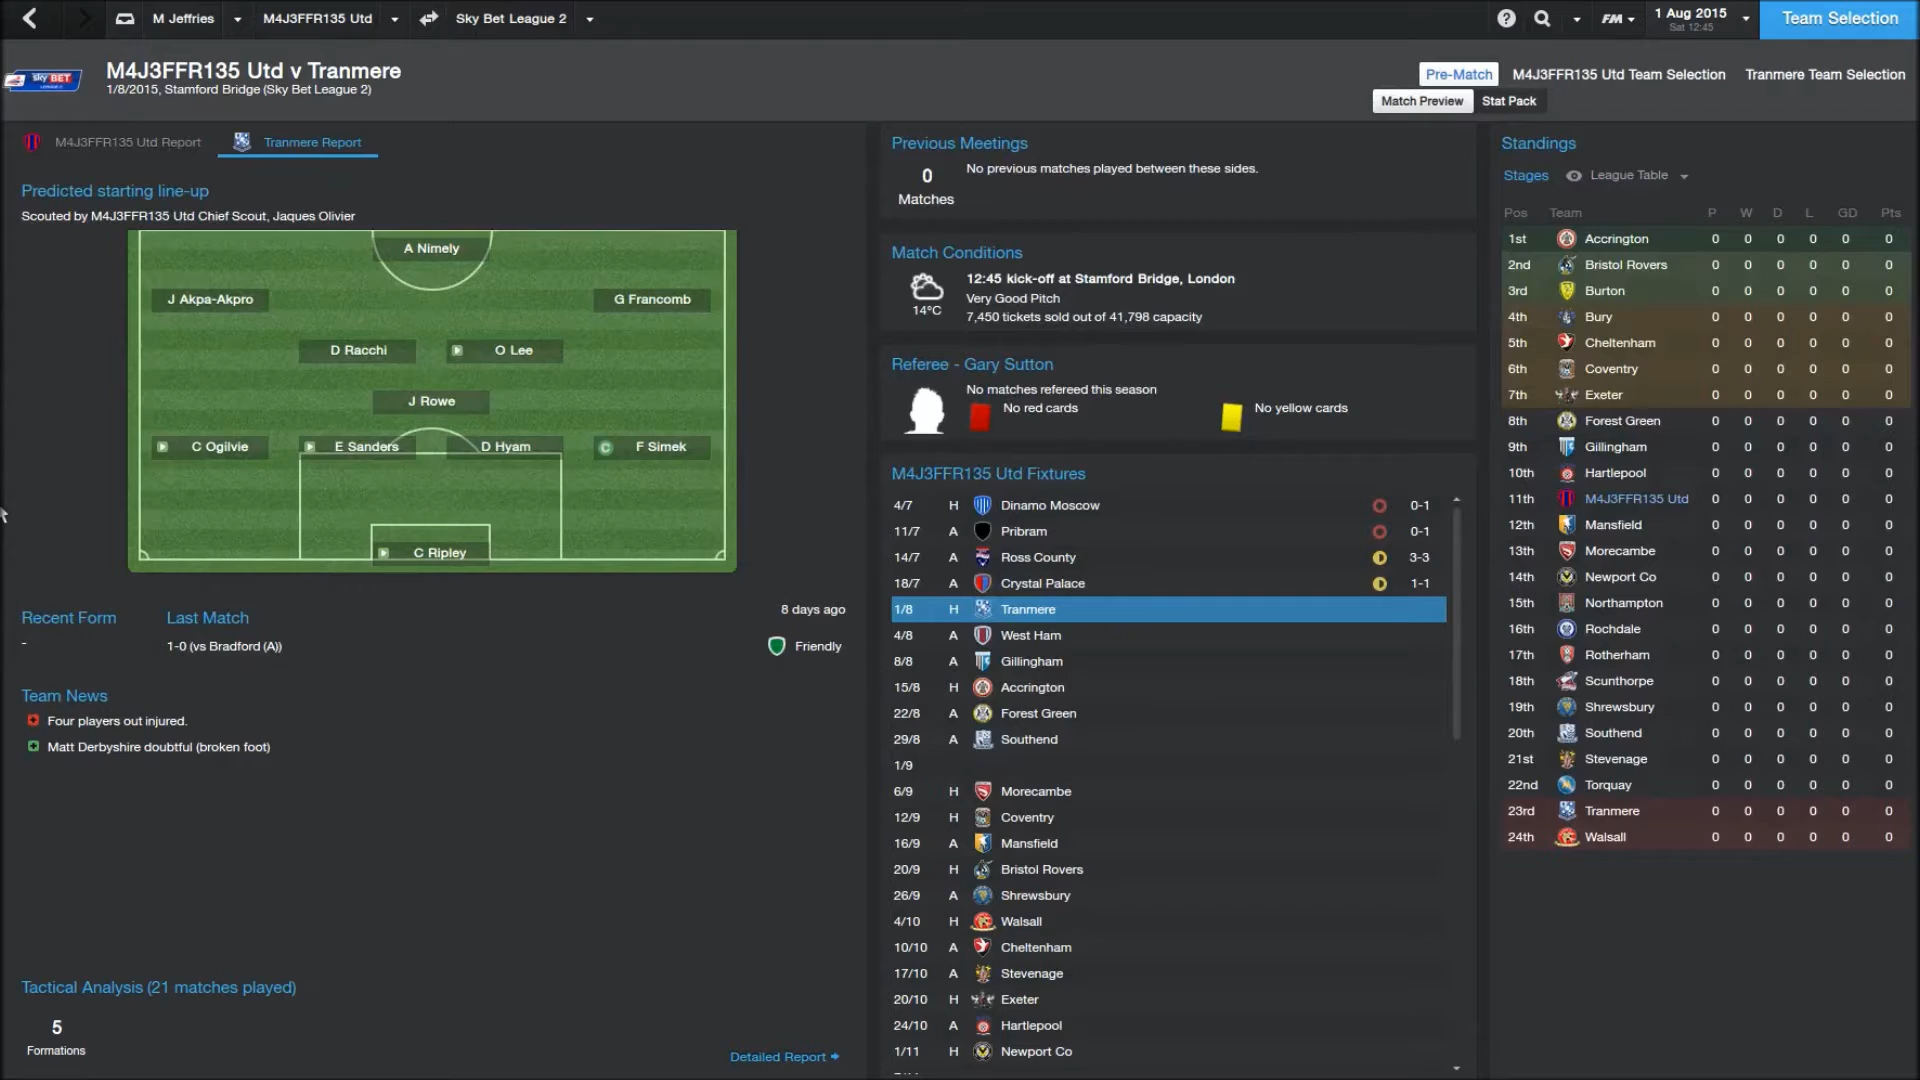 M Jeffries
M4J3FFR135 Utd
Sky Bet League 2
FM
1 Aug 2015
Sat 12:45
Team Selection
sky BET
M4J3FFR135 Utd v Tranmere
1/8/2015, Stamford Bridge (Sky Bet League 2)
Pre-Match
M4J3FFR135 Utd Team Selection
Tranmere Team Selection
Match Preview
Stat Pack
M4J3FFR135 Utd Report
Tranmere Report
Predicted starting line-up
Scouted by M4J3FFR135 Utd Chief Scout, Jaques Olivier
A Nimely
J Akpa-Akpro
G Francomb
D Racchi
O Lee
J Rowe
C Ogilvie
E Sanders
D Hyam
C F Simek
C Ripley
Recent Form
-
Last Match
8 days ago
1-0 (vs Bradford (A))
Friendly
Team News
Four players out injured.
Matt Derbyshire doubtful (broken foot)
Tactical Analysis (21 matches played)
5
Formations
Detailed Report
Previous Meetings
0
Matches
No previous matches played between these sides.
Match Conditions
14°C
12:45 kick-off at Stamford Bridge, London
Very Good Pitch
7,450 tickets sold out of 41,798 capacity
Referee - Gary Sutton
No matches refereed this season
No red cards
No yellow cards
M4J3FFR135 Utd Fixtures
4/7 H Dinamo Moscow 0-1
11/7 A Pribram 0-1
14/7 A Ross County 3-3
18/7 A Crystal Palace 1-1
1/8 H Tranmere
4/8 A West Ham
8/8 A Gillingham
15/8 H Accrington
22/8 A Forest Green
29/8 A Southend
1/9
6/9 H Morecambe
12/9 H Coventry
16/9 A Mansfield
20/9 H Bristol Rovers
26/9 A Shrewsbury
4/10 H Walsall
10/10 A Cheltenham
17/10 A Stevenage
20/10 H Exeter
24/10 A Hartlepool
1/11 H Newport Co
Standings
Stages
League Table
Pos Team P W D L GD Pts
1st Accrington 0 0 0 0 0 0
2nd Bristol Rovers 0 0 0 0 0 0
3rd Burton 0 0 0 0 0 0
4th Bury 0 0 0 0 0 0
5th Cheltenham 0 0 0 0 0 0
6th Coventry 0 0 0 0 0 0
7th Exeter 0 0 0 0 0 0
8th Forest Green 0 0 0 0 0 0
9th Gillingham 0 0 0 0 0 0
10th Hartlepool 0 0 0 0 0 0
11th M4J3FFR135 Utd 0 0 0 0 0 0
12th Mansfield 0 0 0 0 0 0
13th Morecambe 0 0 0 0 0 0
14th Newport Co 0 0 0 0 0 0
15th Northampton 0 0 0 0 0 0
16th Rochdale 0 0 0 0 0 0
17th Rotherham 0 0 0 0 0 0
18th Scunthorpe 0 0 0 0 0 0
19th Shrewsbury 0 0 0 0 0 0
20th Southend 0 0 0 0 0 0
21st Stevenage 0 0 0 0 0 0
22nd Torquay 0 0 0 0 0 0
23rd Tranmere 0 0 0 0 0 0
24th Walsall 0 0 0 0 0 0